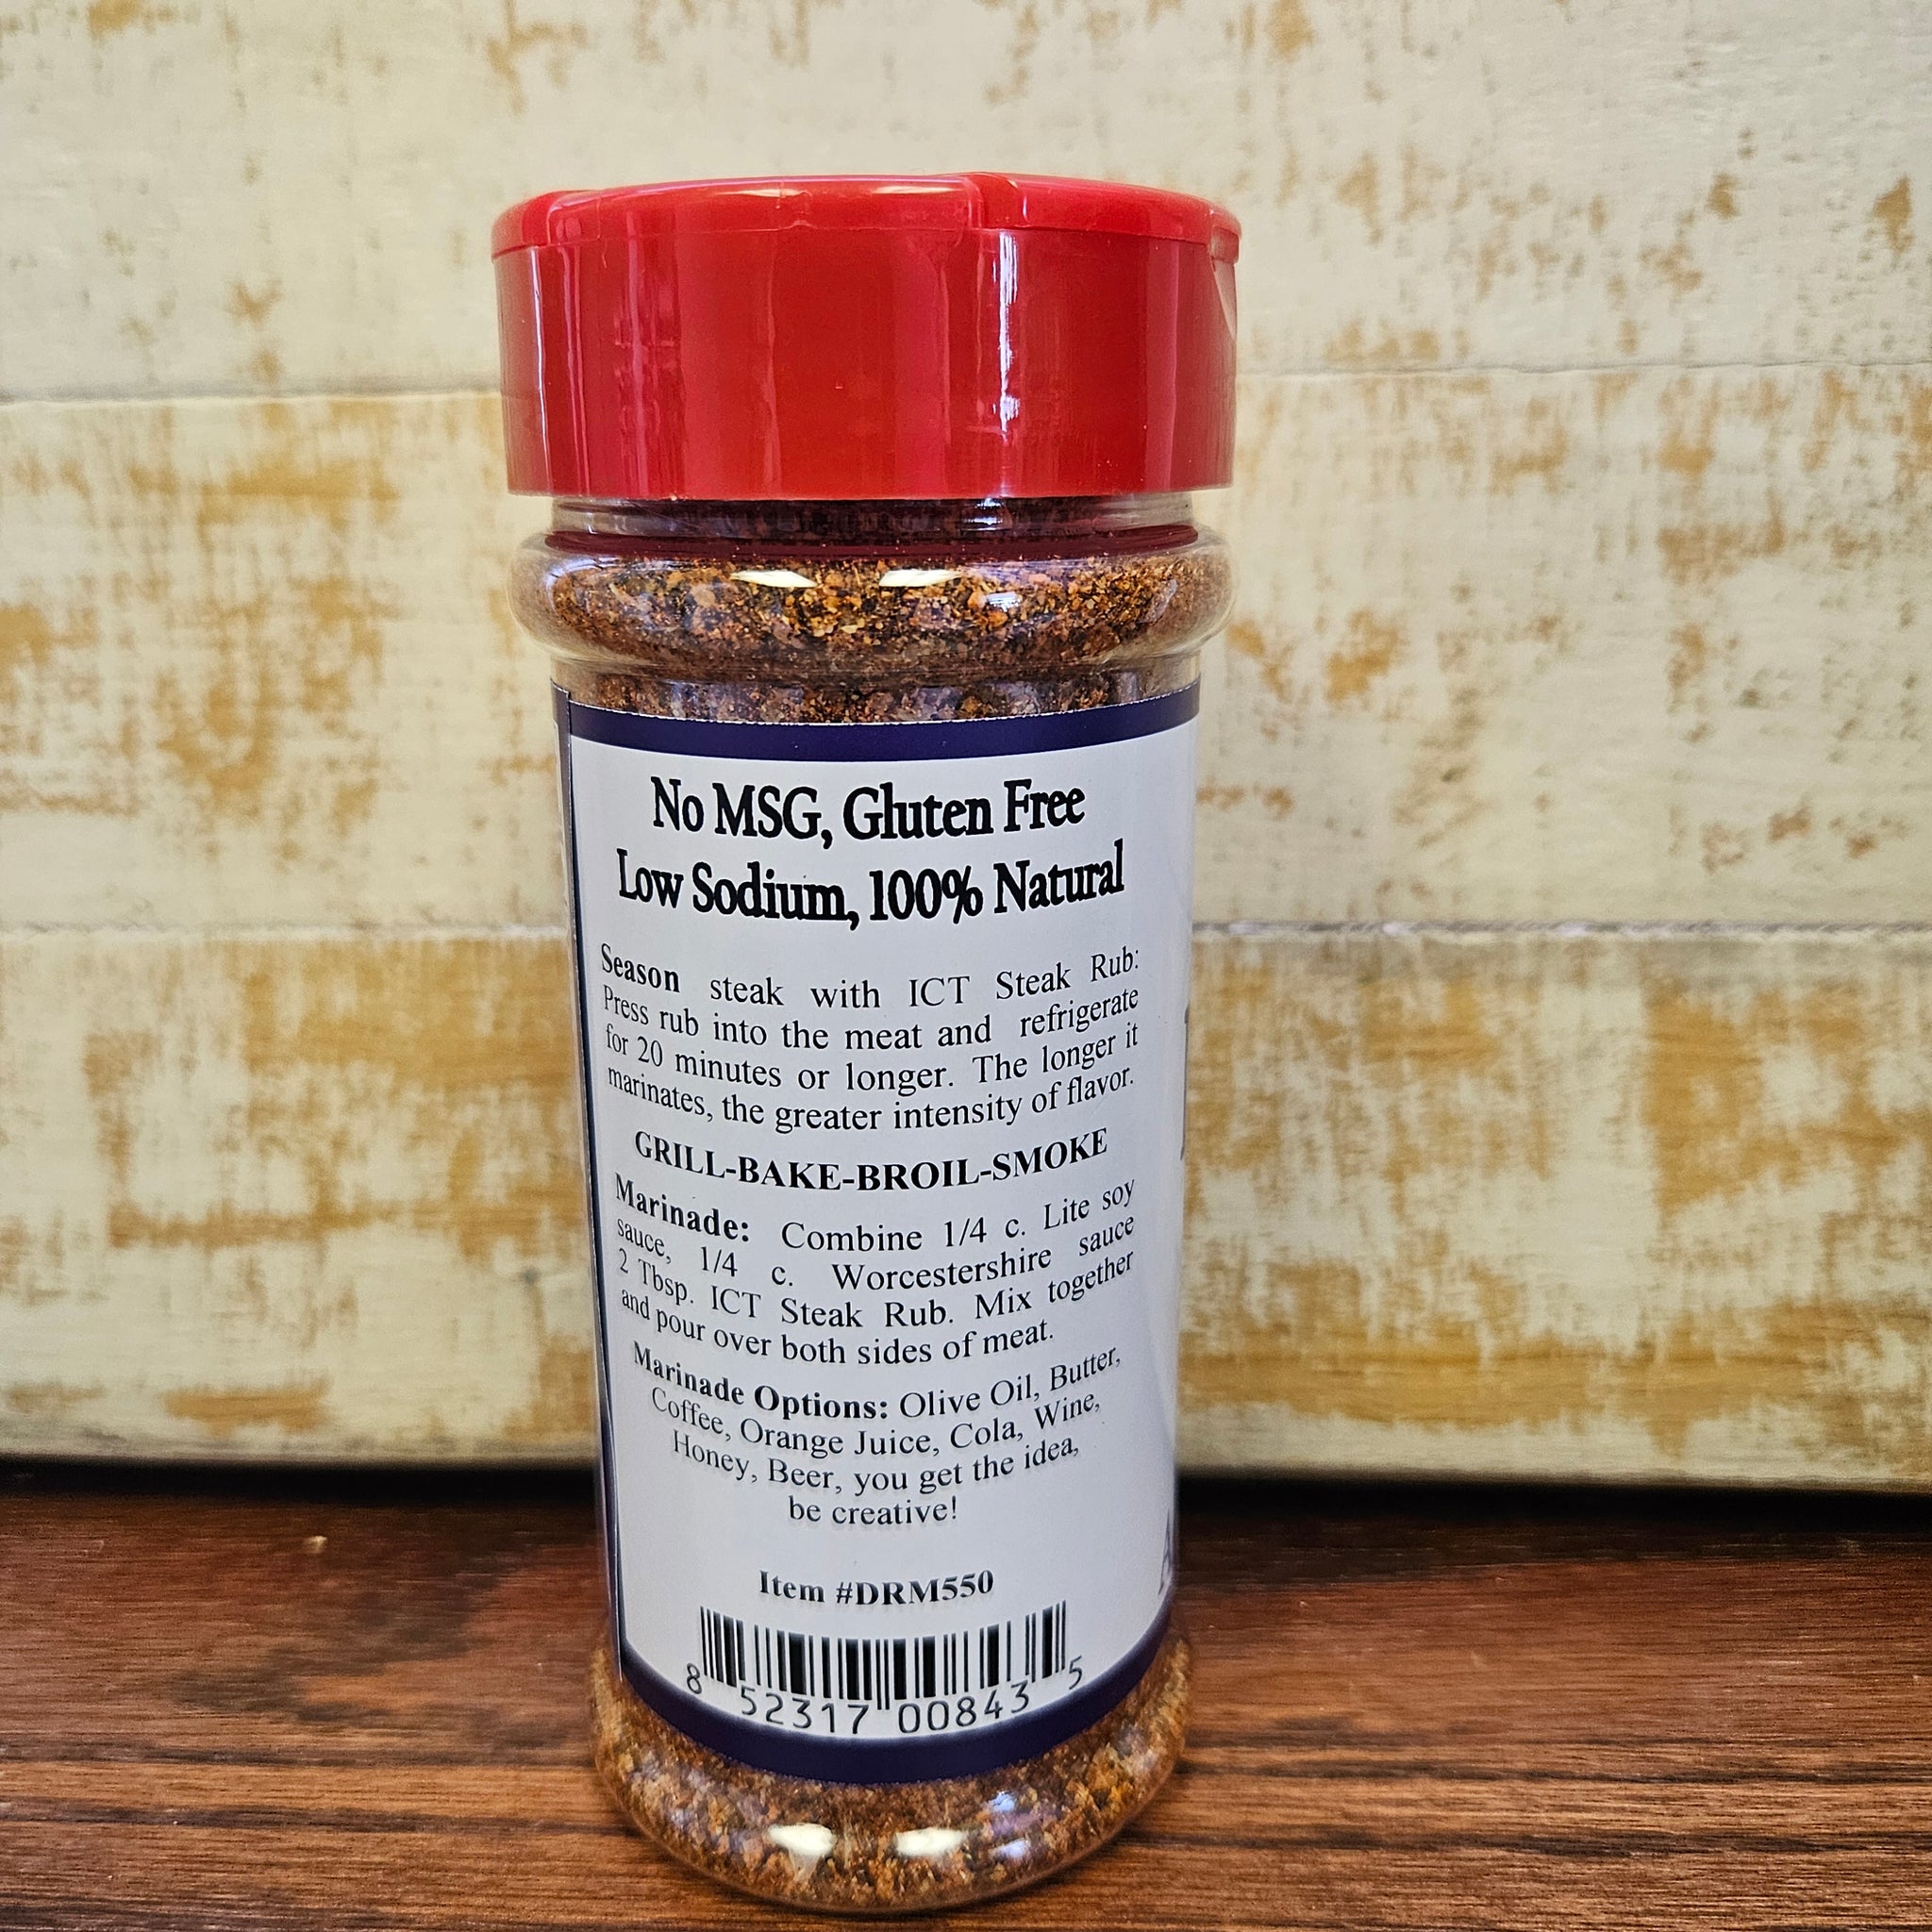 No MSG, Gluten Free
Low Sodium, 100% Natural
Season steak with ICT Steak Rub:
Press rub into the meat and refrigerate
for 20 minutes or longer. The longer it
marinates, the greater intensity of flavor.
GRILL-BAKE-BROIL-SMOKE
Marinade: Combine 1/4 c. Lite soy
sauce, 1/4 c. Worcestershire sauce
2 Tbsp. ICT Steak Rub. Mix together
and pour over both sides of meat.
Marinade Options: Olive Oil, Butter,
Coffee, Orange Juice, Cola, Wine,
Honey, Beer, you get the idea,
be creative!
Item #DRM550
8 52317 00843 5